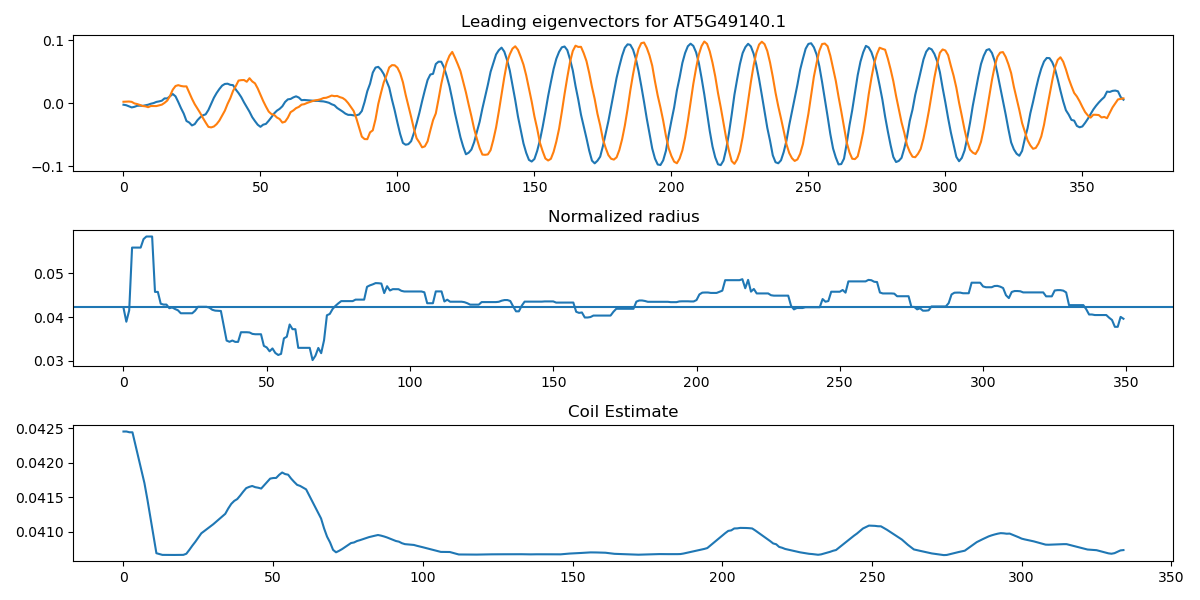 Leading eigenvectors for AT5G49140.1
0.1
0.0
−0.1
0 50 100 150 200 250 300 350
Normalized radius
0.05
0.04
0.03
0 50 100 150 200 250 300 350
Coil Estimate
0.0425
0.0420
0.0415
0.0410
0 50 100 150 200 250 300 350